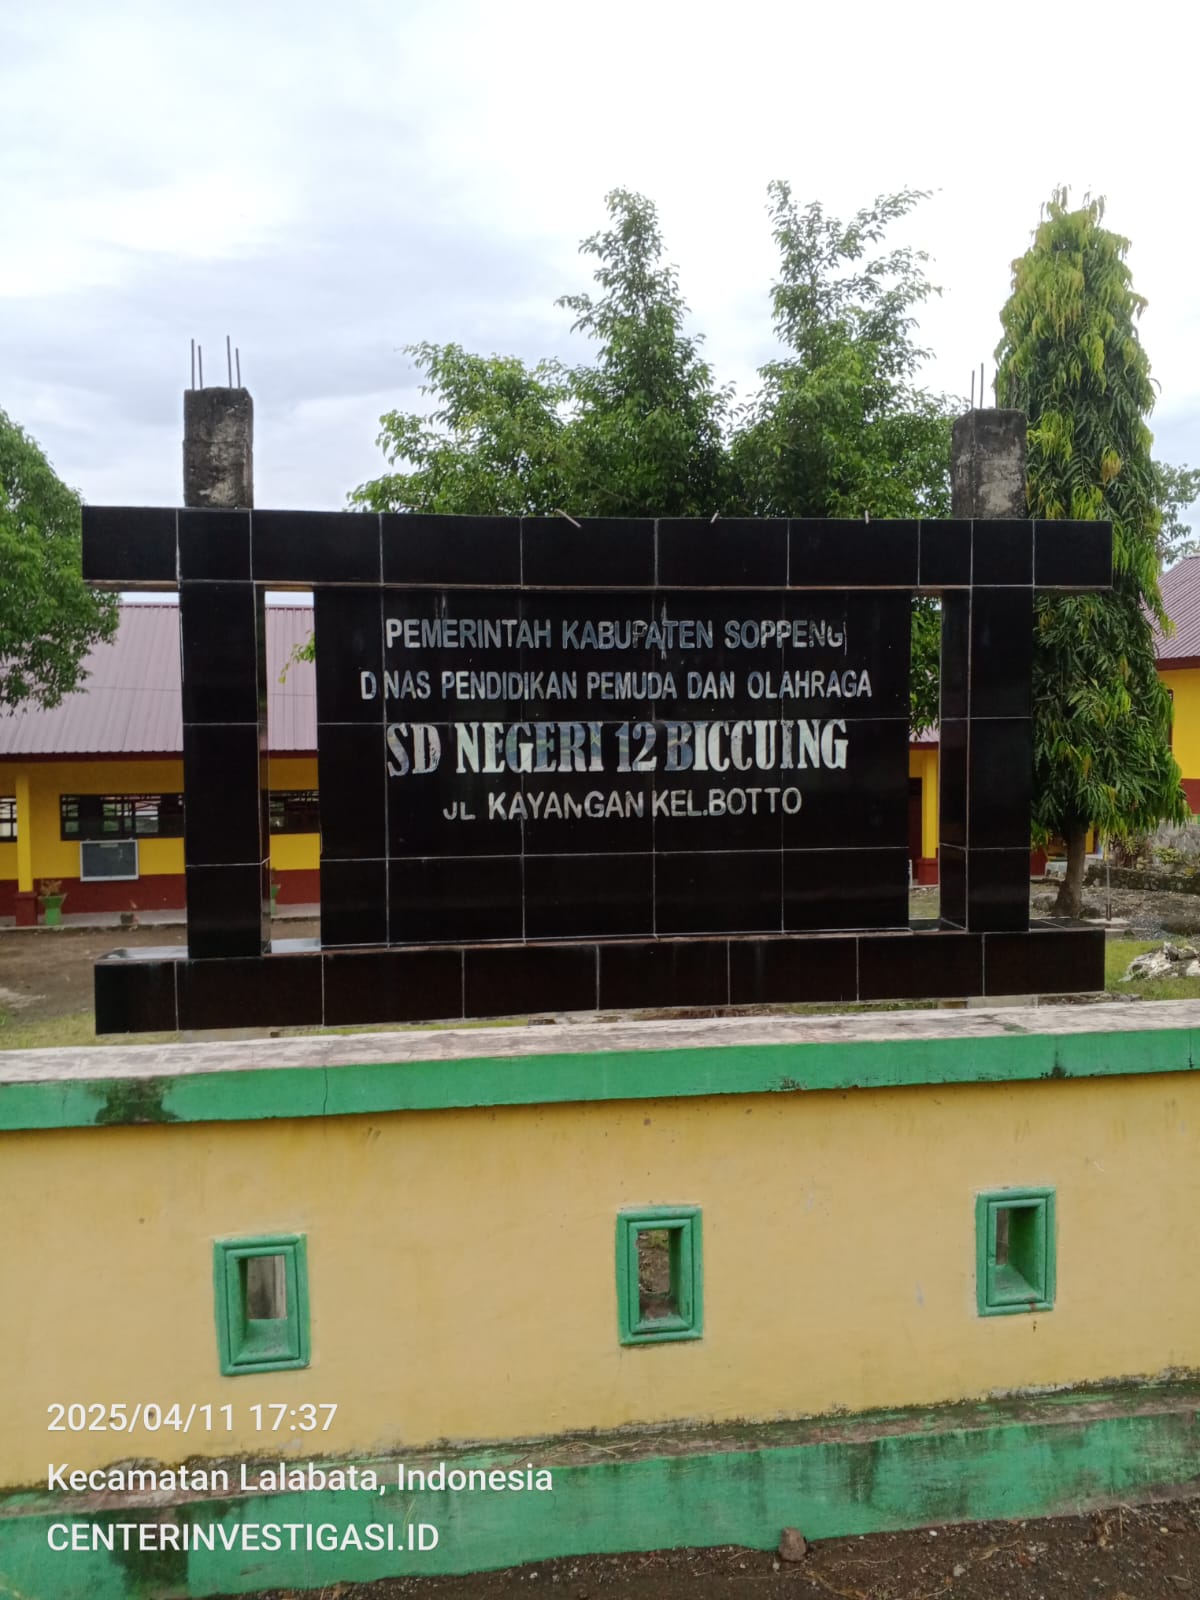 PEMERINTAH KABUPATEN SOPPENG
DINAS PENDIDIKAN PEMUDA DAN OLAHRAGA
SD NEGERI 12 BICCUING
JL KAYANGAN KEL.BOTTO
2025/04/11 17:37
Kecamatan Lalabata, Indonesia
CENTERINVESTIGASI.ID